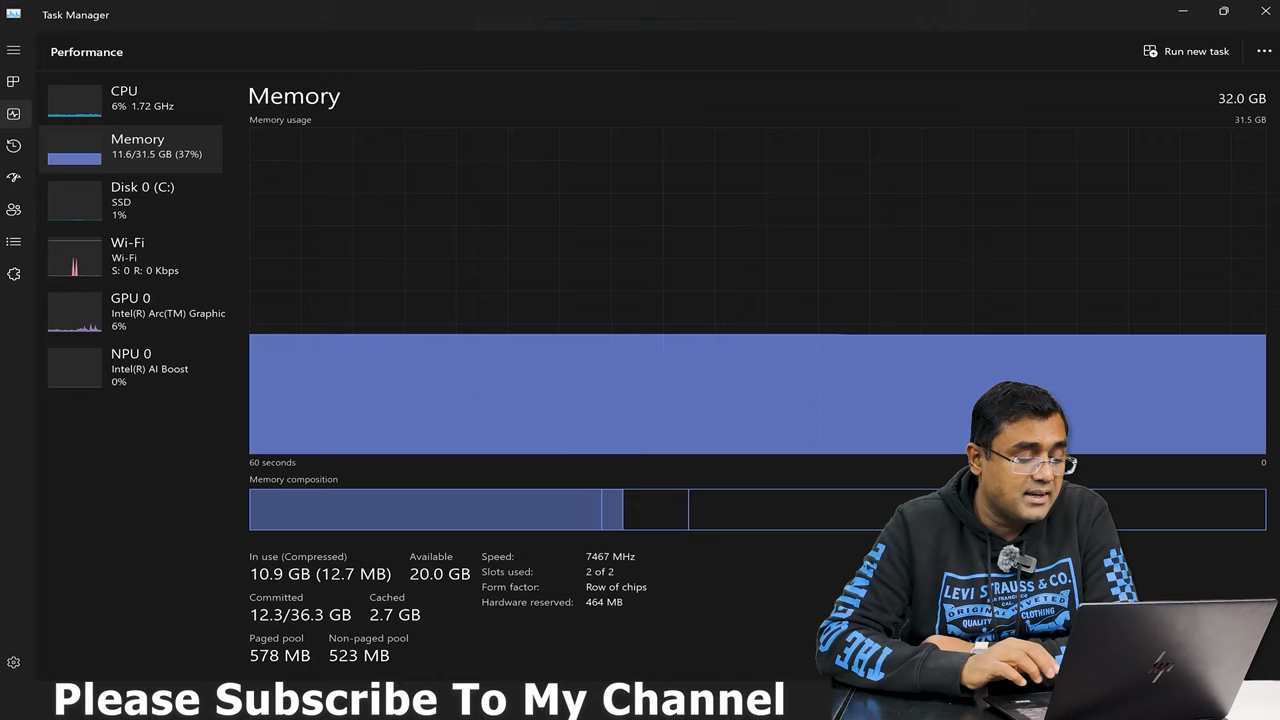 Task Manager
Performance
Run new task
CPU
6% 1.72 GHz
Memory
11.6/31.5 GB (37%)
Disk 0 (C:)
SSD
1%
Wi-Fi
Wi-Fi
S: 0 R: 0 Kbps
GPU 0
Intel(R) Arc(TM) Graphic
6%
NPU 0
Intel(R) AI Boost
0%
Memory
32.0 GB
Memory usage
31.5 GB
60 seconds
0
Memory composition
In use (Compressed)
10.9 GB (12.7 MB)
Available
20.0 GB
Committed
12.3/36.3 GB
Cached
2.7 GB
Paged pool
578 MB
Non-paged pool
523 MB
Speed: 7467 MHz
Slots used: 2 of 2
Form factor: Row of chips
Hardware reserved: 464 MB
LEVI STRAUSS & CO.
ORIGINAL RIVETED
QUALITY CLOTHING
hp
Please Subscribe To My Channel